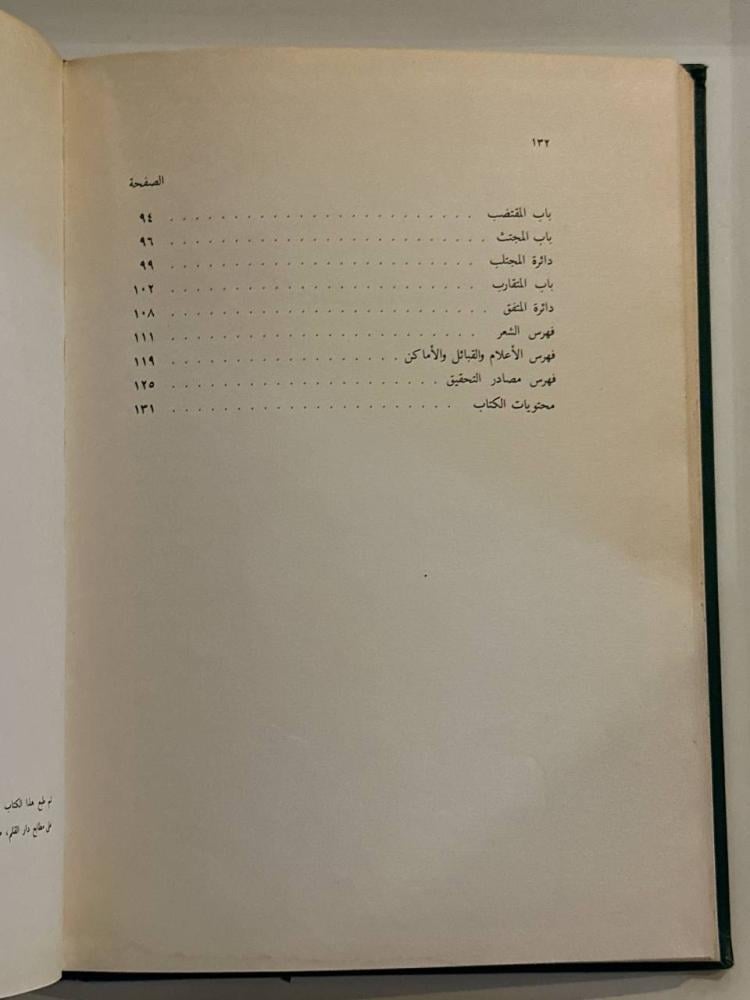 ١٣٢
الصفحة
باب المقتضب . . . . . . . . . . . . . . . . . . . . . . . . ٩٤
باب المجتث . . . . . . . . . . . . . . . . . . . . . . . . . ٩٦
دائرة المجتلب . . . . . . . . . . . . . . . . . . . . . . . . ٩٩
باب المتقارب . . . . . . . . . . . . . . . . . . . . . . . . ١٠٢
دائرة المتفق . . . . . . . . . . . . . . . . . . . . . . . . . ١٠٨
فهرس الشعر . . . . . . . . . . . . . . . . . . . . . . . . ١١١
فهرس الأعلام والقبائل والأماكن . . . . . . . . . . . . . . . . . . ١١٩
فهرس مصادر التحقيق . . . . . . . . . . . . . . . . . . . . . ١٢٥
محتويات الكتاب . . . . . . . . . . . . . . . . . . . . . . ١٣١
تم طبع هذا الكتاب
على مطابع دار القلم،